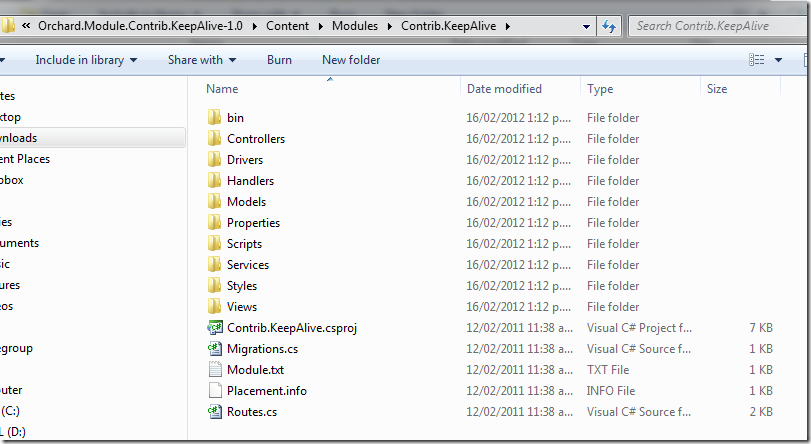 « Orchard.Module.Contrib.KeepAlive-1.0 Content Modules Contrib.KeepAlive Search Contrib.KeepAlive
Include in library Share with Burn New folder
Name Date modified Type Size
bin 16/02/2012 1:12 p.... File folder
Controllers 16/02/2012 1:12 p.... File folder
Drivers 16/02/2012 1:12 p.... File folder
Handlers 16/02/2012 1:12 p.... File folder
Models 16/02/2012 1:12 p.... File folder
Properties 16/02/2012 1:12 p.... File folder
Scripts 16/02/2012 1:12 p.... File folder
Services 16/02/2012 1:12 p.... File folder
Styles 16/02/2012 1:12 p.... File folder
Views 16/02/2012 1:12 p.... File folder
Contrib.KeepAlive.csproj 12/02/2011 11:38 a... Visual C# Project f... 7 KB
Migrations.cs 12/02/2011 11:38 a... Visual C# Source f... 1 KB
Module.txt 12/02/2011 11:38 a... TXT File 1 KB
Placement.info 12/02/2011 11:38 a... INFO File 1 KB
Routes.cs 12/02/2011 11:38 a... Visual C# Source f... 2 KB
tes
ktop
nloads
ent Places
pbox
ies
uments
sic
ures
eos
egroup
puter
(C:)
L (D:)